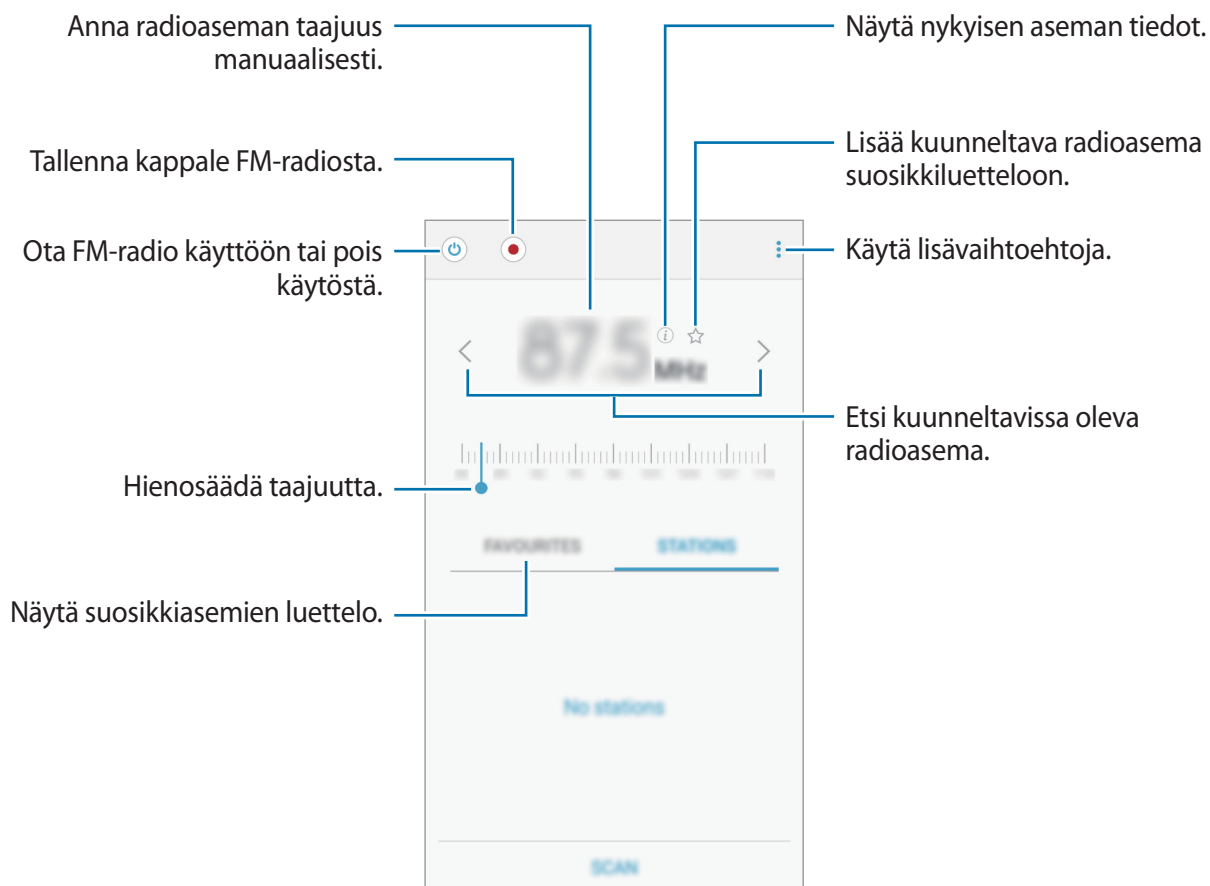 Anna radioaseman taajuus
manuaalisesti.
Näytä nykyisen aseman tiedot.
Tallenna kappale FM-radiosta.
Lisää kuunneltava radioasema
suosikkiluetteloon.
Ota FM-radio käyttöön tai pois
käytöstä.
Käytä lisävaihtoehtoja.
87.5
MHz
Etsi kuunneltavissa oleva
radioasema.
Hienosäädä taajuutta.
FAVOURITES
STATIONS
Näytä suosikkiasemien luettelo.
No stations
SCAN